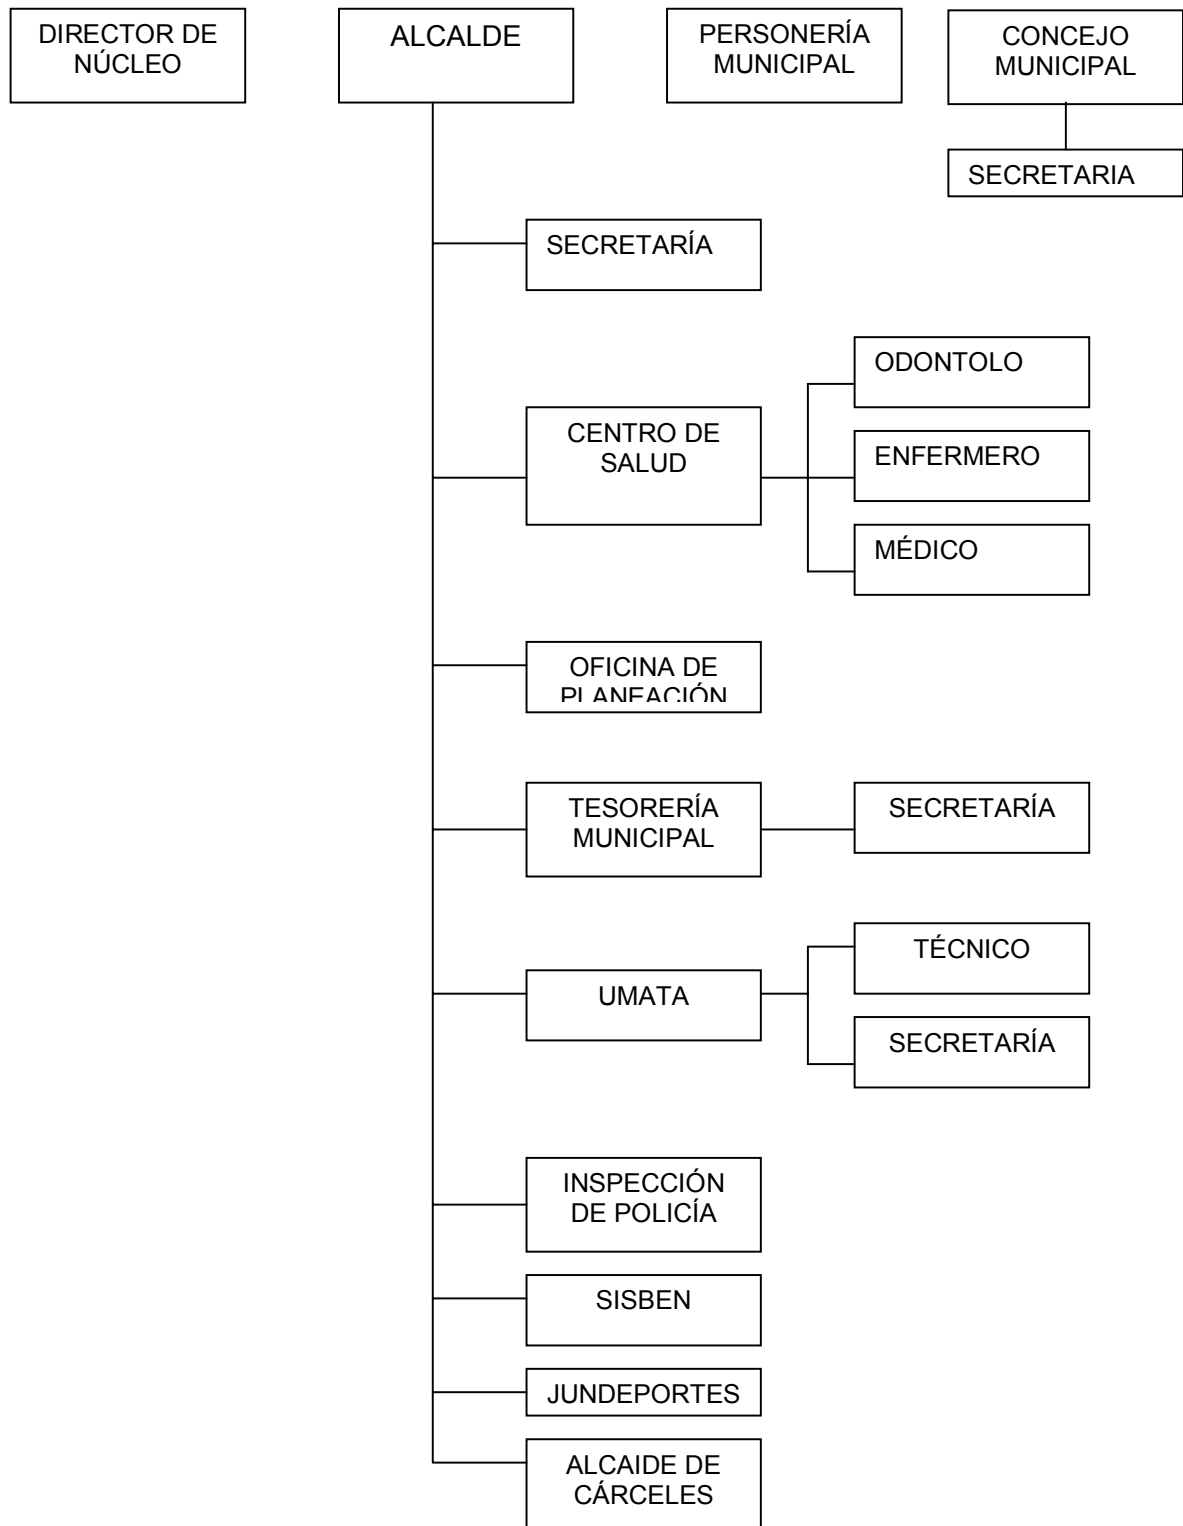 DIRECTOR DE
NÚCLEO
ALCALDE
PERSONERÍA
MUNICIPAL
CONCEJO
MUNICIPAL
SECRETARIA
SECRETARÍA
CENTRO DE
SALUD
ODONTOLO
ENFERMERO
MÉDICO
OFICINA DE
PLANEACIÓN
TESORERÍA
MUNICIPAL
SECRETARÍA
UMATA
TÉCNICO
SECRETARÍA
INSPECCIÓN
DE POLICÍA
SISBEN
JUNDEPORTES
ALCAIDE DE
CÁRCELES